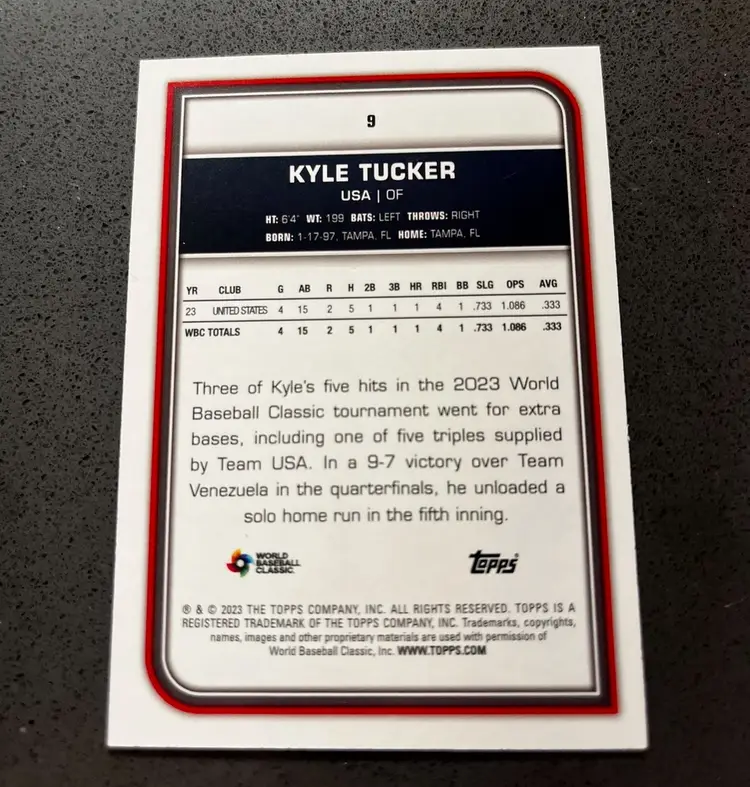 9
KYLE TUCKER
USA | OF
HT: 6'4" WT: 199 BATS: LEFT THROWS: RIGHT
BORN: 1-17-97, TAMPA, FL HOME: TAMPA, FL
YR CLUB G AB R H 2B 3B HR RBI BB SLG OPS AVG
23 UNITED STATES 4 15 2 5 1 1 1 4 1 .733 1.086 .333
WBC TOTALS 4 15 2 5 1 1 1 4 1 .733 1.086 .333
Three of Kyle's five hits in the 2023 World
Baseball Classic tournament went for extra
bases, including one of five triples supplied
by Team USA. In a 9-7 victory over Team
Venezuela in the quarterfinals, he unloaded a
solo home run in the fifth inning.
WORLD
BASEBALL
CLASSIC
Topps
® & © 2023 THE TOPPS COMPANY, INC. ALL RIGHTS RESERVED. TOPPS IS A
REGISTERED TRADEMARK OF THE TOPPS COMPANY, INC. Trademarks, copyrights,
names, images and other proprietary materials are used with permission of
World Baseball Classic, Inc. WWW.TOPPS.COM